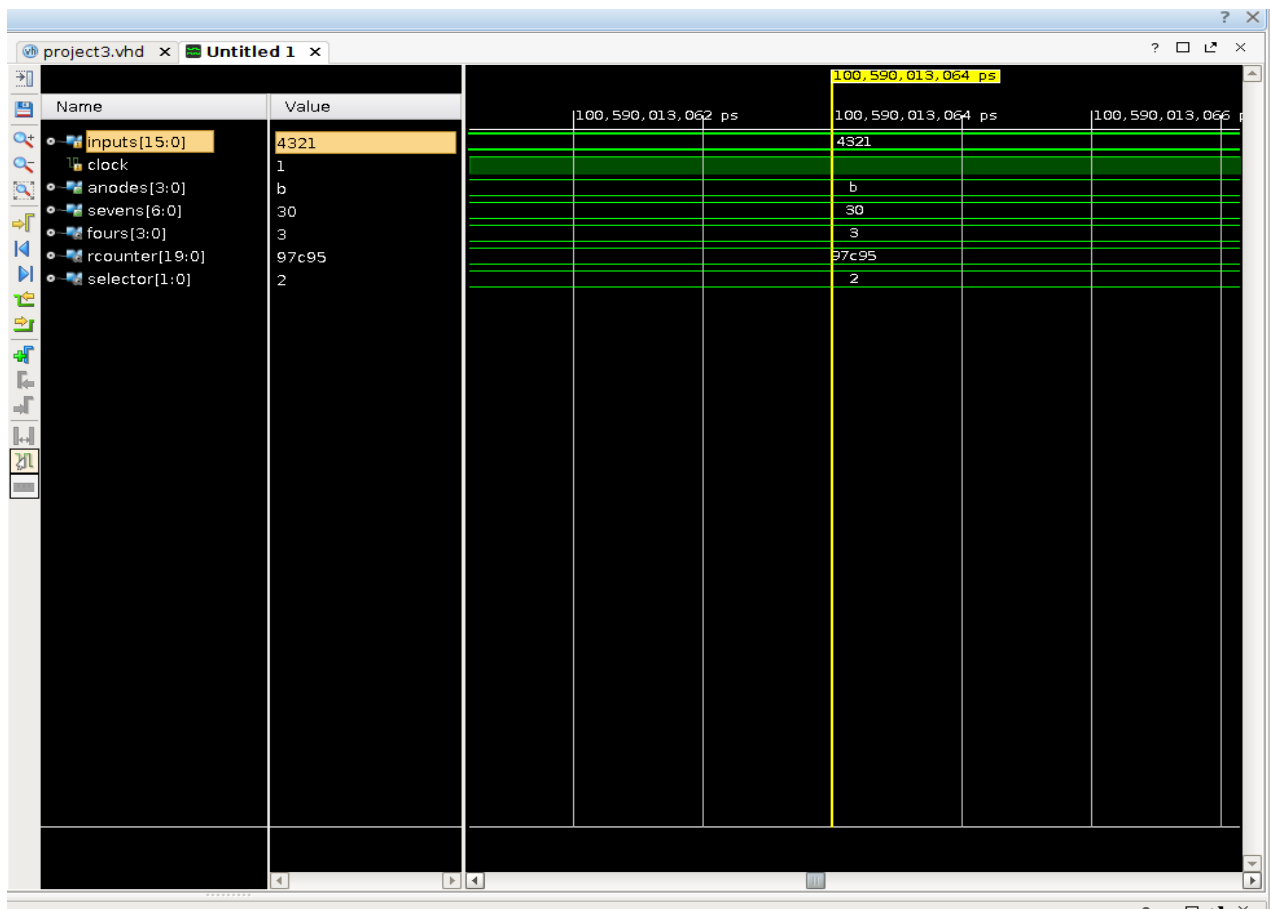 ? ×
vh project3.vhd × Untitled 1 × ? ×
100,590,013,064 ps
Name Value
100,590,013,062 ps 100,590,013,064 ps 100,590,013,066 p
inputs[15:0] 4321 4321
clock 1
anodes[3:0] b b
sevens[6:0] 30 30
fours[3:0] 3 3
rcounter[19:0] 97c95 97c95
selector[1:0] 2 2